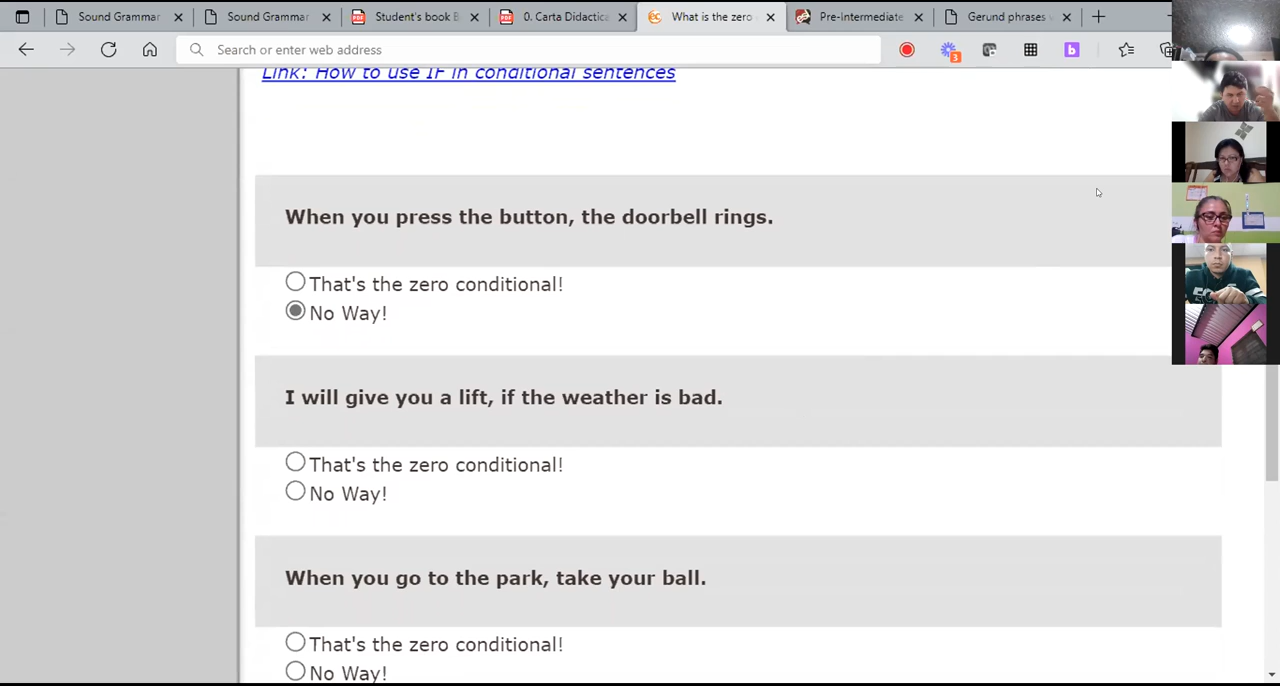 Sound Grammar
Sound Grammar
Student's book B
0. Carta Didactica
What is the zero
Pre-Intermediate
Gerund phrases
Search or enter web address
3
b
Link: How to use IF in conditional sentences
When you press the button, the doorbell rings.
That's the zero conditional!
No Way!
I will give you a lift, if the weather is bad.
That's the zero conditional!
No Way!
When you go to the park, take your ball.
That's the zero conditional!
No Way!